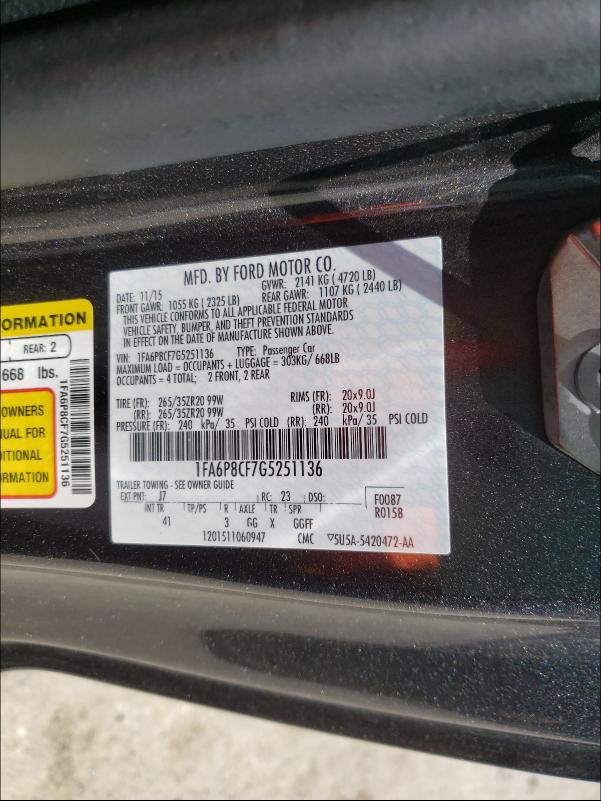 MFD. BY FORD MOTOR CO.
DATE: 11/15 GVWR: 2141 KG ( 4720 LB)
FRONT GAWR: 1055 KG ( 2325 LB) REAR GAWR: 1107 KG ( 2440 LB)
THIS VEHICLE CONFORMS TO ALL APPLICABLE FEDERAL MOTOR
VEHICLE SAFETY, BUMPER, AND THEFT PREVENTION STANDARDS
IN EFFECT ON THE DATE OF MANUFACTURE SHOWN ABOVE.
VIN: 1FA6P8CF7G5251136 TYPE: Passenger Car
MAXIMUM LOAD = OCCUPANTS + LUGGAGE = 303KG/ 668LB
OCCUPANTS = 4 TOTAL; 2 FRONT, 2 REAR
TIRE (FR): 265/35ZR20 99W RIMS (FR): 20x9.0J
(RR): 265/35ZR20 99W (RR): 20x9.0J
PRESSURE (FR): 240 kPa/ 35 PSI COLD (RR): 240 kPa/ 35 PSI COLD
1FA6P8CF7G5251136
TRAILER TOWING - SEE OWNER GUIDE
EXT PNT: J7 RC: 23 DSO: F0087
INT TR TP/PS R AXLE TR SPR R0158
41 3 GG X GGFF
1201511060947 CMC ▽5U5A-5420472-AA
FORMATION
REAR: 2
668 lbs.
OWNERS
NUAL FOR
DITIONAL
RMATION
1FA6P8CF7G5251136